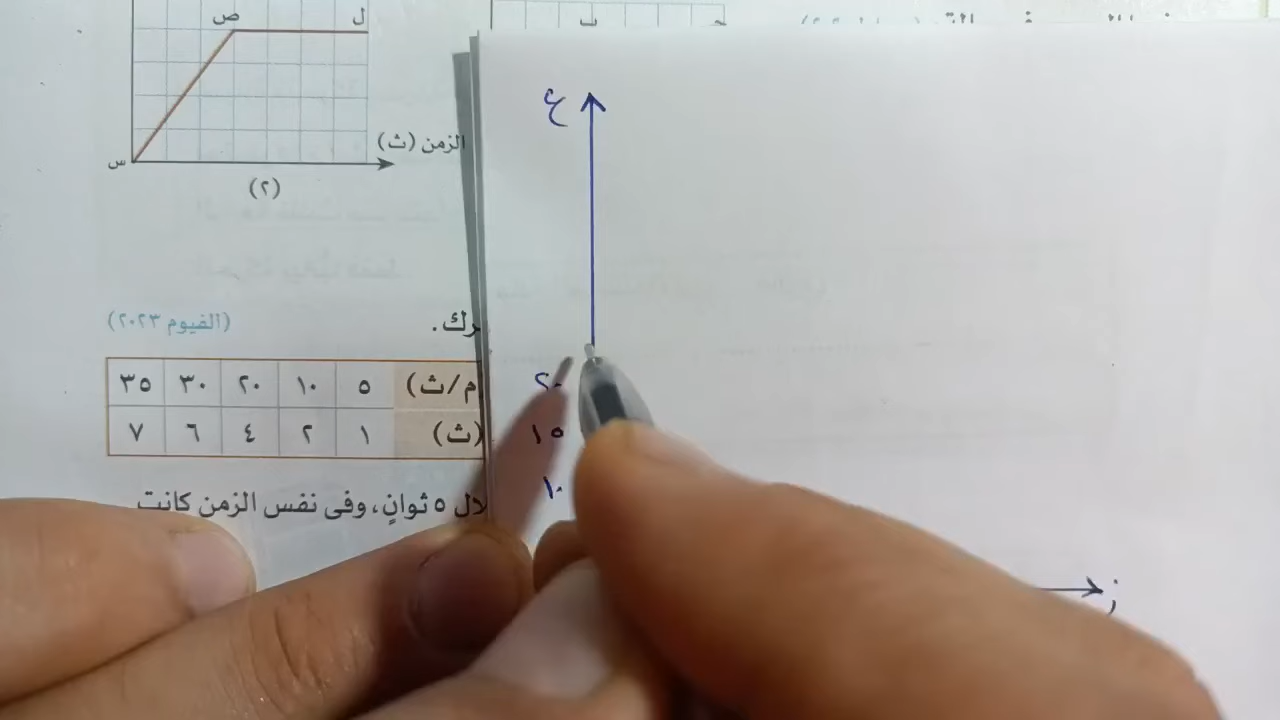 ص ل
الزمن (ث)
س
(٢)
(الفيوم ٢٠٢٣) رك.
م/ث) ٥ ١٠ ٢٠ ٣٠ ٣٥
(ث) ١ ٢ ٤ ٦ ٧
لال ٥ ثوانٍ، وفى نفس الزمن كانت
ع
٢٠
١٥
١٠
ز